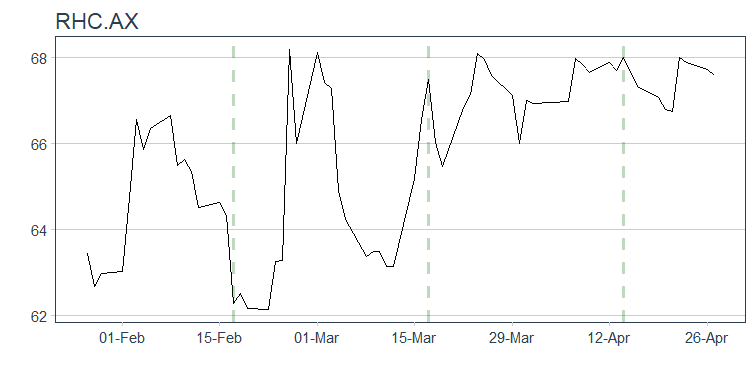 RHC.AX
68
66
64
62
01-Feb
15-Feb
01-Mar
15-Mar
29-Mar
12-Apr
26-Apr